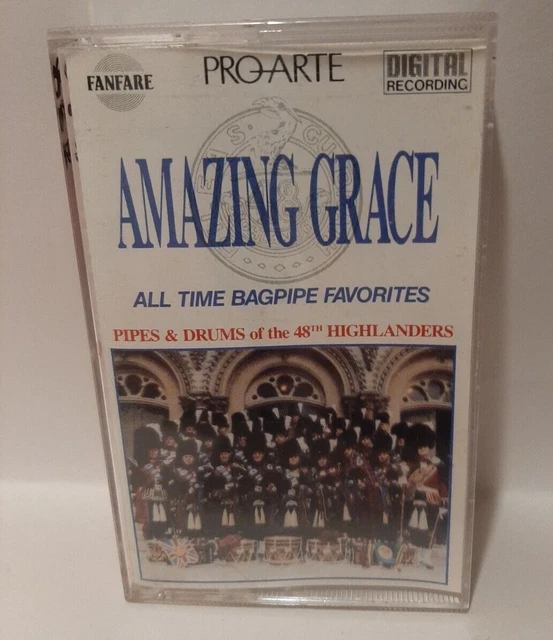 FANFARE
PRO-ARTE
DIGITAL
RECORDING
AMAZING GRACE
ALL TIME BAGPIPE FAVORITES
PIPES & DRUMS of the 48TH HIGHLANDERS